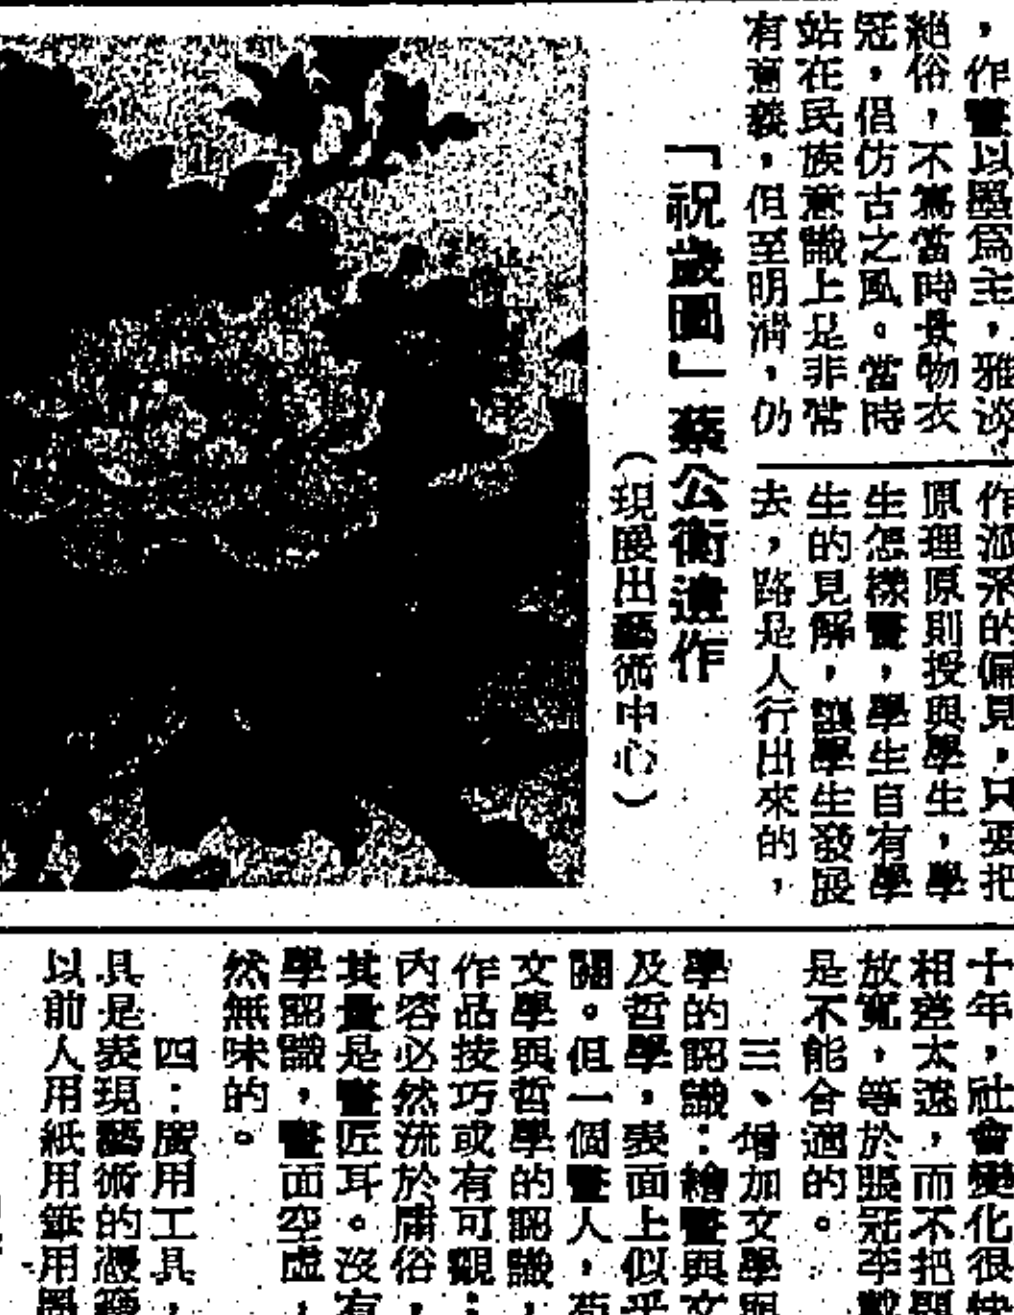 ，作畫以墨爲主，雅淡
絕俗，不寫當時景物衣
冠，倡仿古之風。當時
站在民族意識上是非常
有意義，但至明清，仍
「祝歲圖」蔡公衡遺作
（現展出藝術中心）
作派系的偏見，只要把
原理原則授與學生，學
生怎樣畫，學生自有學
生的見解，讓學生發展
去，路是人行出來的，
十年，社會變化很快
相差太遠，而不把
放寬，等於張冠李戴
是不能合適的。
三、增加文學與
學的認識：繪畫與文
及哲學，表面上似乎
關。但一個畫人，苟
文學與哲學的認識，
作品技巧或有可觀：
內容必然流於庸俗，
其量是畫匠耳。沒有
學認識，畫面空虛，
然無味的。
四：廣用工具，
具是表現藝術的憑藉
以前人用紙用筆用墨